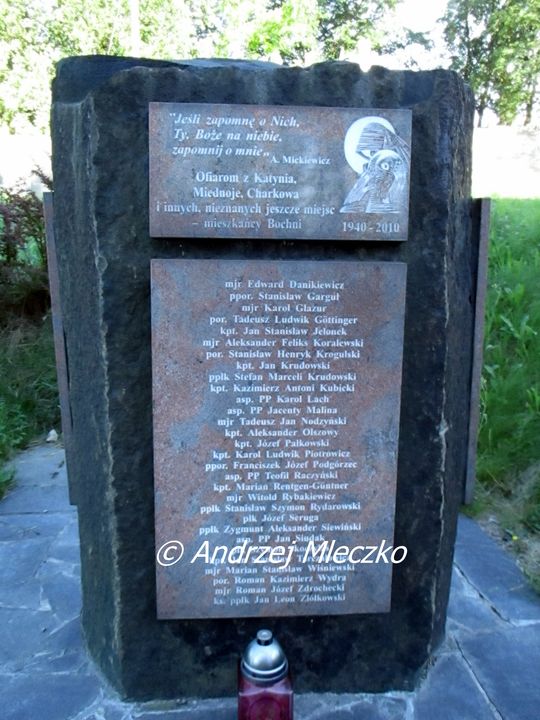 "Jeśli zapomnę o Nich,
Ty, Boże na niebie,
zapomnij o mnie„
A. Mickiewicz
Ofiarom z Katynia,
Miednoje, Charkowa
i innych, nieznanych jeszcze miejsc
– mieszkańcy Bochni
1940-2010
mjr Edward Danikiewicz
ppor. Stanisław Garguł
mjr Karol Glazur
por. Tadeusz Ludwik Göttinger
kpt. Jan Stanisław Jelonek
mjr Aleksander Feliks Koralewski
por. Stanisław Henryk Krogulski
kpt. Jan Krudowski
ppłk Stefan Marceli Krudowski
kpt. Kazimierz Antoni Kubicki
asp. PP Karol Lach
asp. PP Jacenty Malina
mjr Tadeusz Jan Nodzyński
kpt. Aleksander Olszowy
kpt. Józef Pałkowski
kpt. Karol Ludwik Piotrowicz
ppor. Franciszek Józef Podgórzec
asp. PP Teofil Raczyński
kpt. Marian Rentgen-Güntner
mjr Witold Rybakiewicz
ppłk Stanisław Szymon Rydarowski
płk Józef Seruga
ppłk Zygmunt Aleksander Siewiński
asp. PP Jan Siudak
© Andrzej Mleczko
mjr Marian Stanisław Wiśniewski
por. Roman Kazimierz Wydra
mjr Roman Józef Zdrochecki
ks. ppłk Jan Leon Ziółkowski